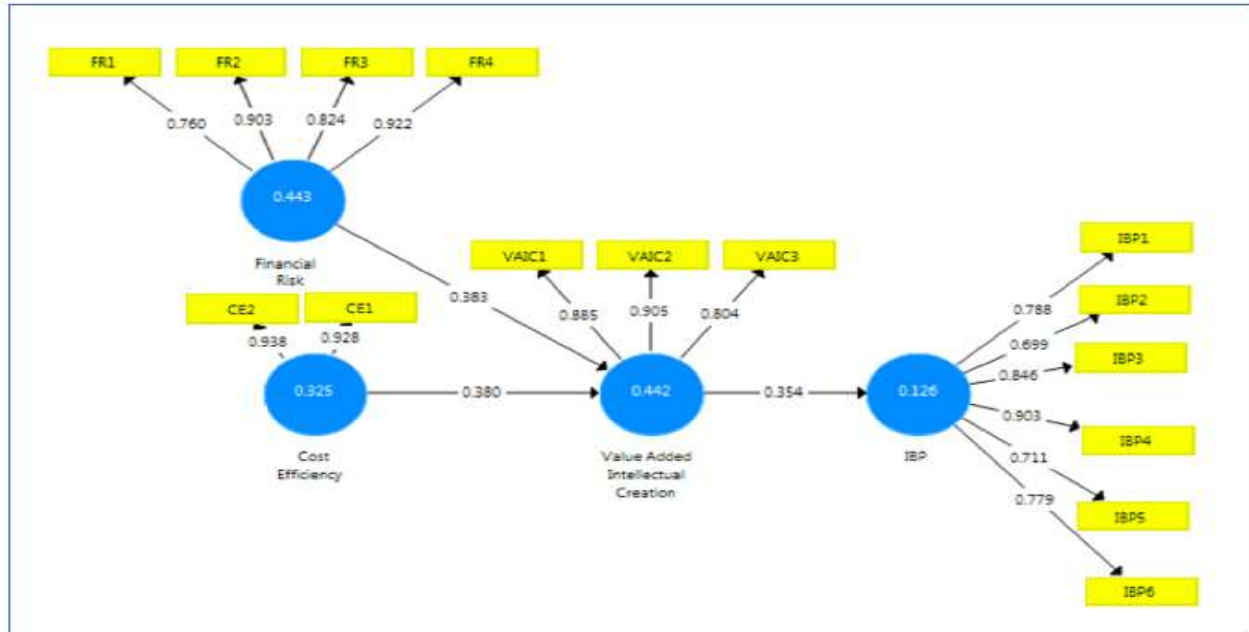 FR1 FR2 FR3 FR4
0.760 0.903 0.824 0.922
0.443
Financial
Risk
VAIC1 VAIC2 VAIC3
IBP1
IBP2
IBP3
IBP4
IBP5
IBP6
0.383
0.885 0.905 0.804
0.788
0.699
0.846
0.903
0.711
0.779
CE2 CE1
0.938 0.928
0.325
0.380
0.442
0.354
0.126
Cost
Efficiency
Value Added
Intellectual
Creation
IBP